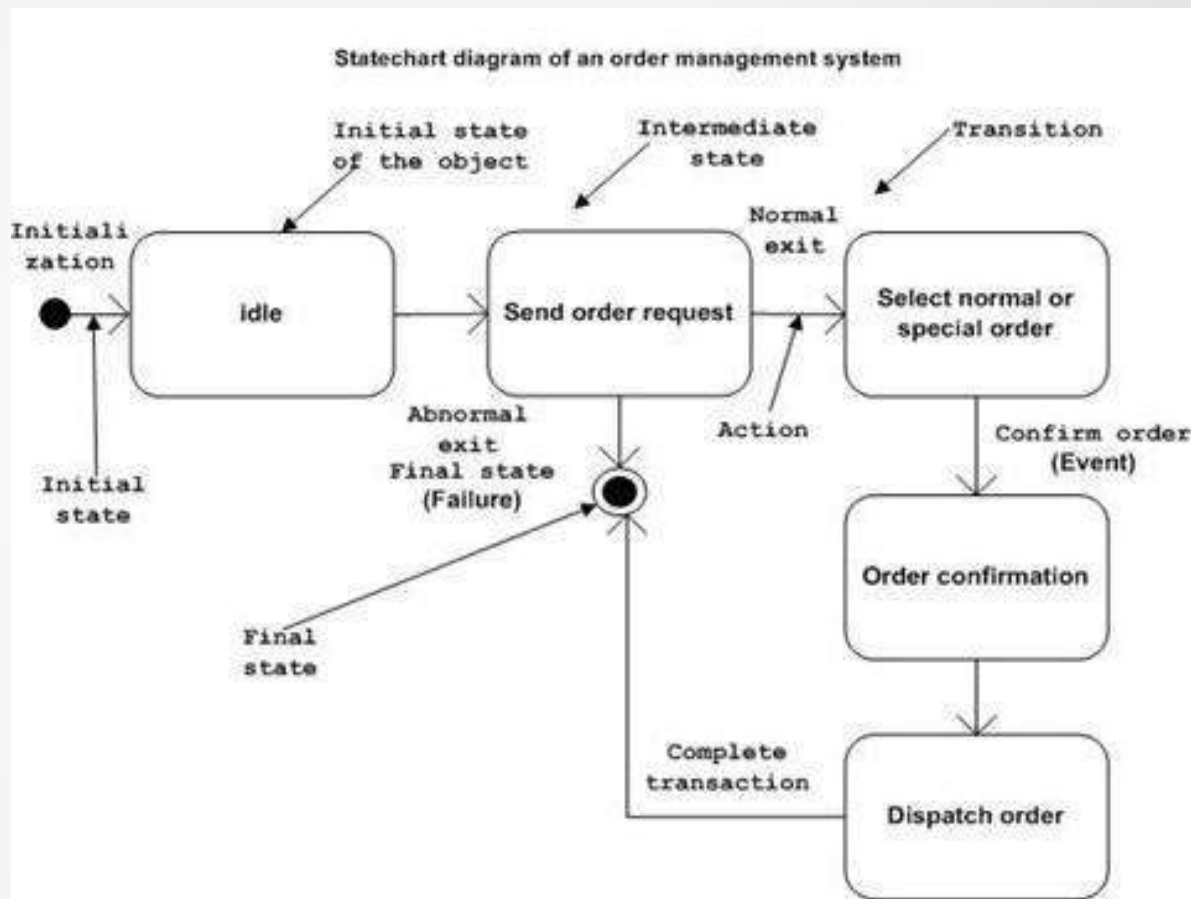 Statechart diagram of an order management system
Initial state
of the object
Intermediate
state
Transition
Initiali
zation
Normal
exit
idle
Send order request
Select normal or
special order
Abnormal
exit
Final state
(Failure)
Action
Confirm order
(Event)
Initial
state
Order confirmation
Final
state
Complete
transaction
Dispatch order